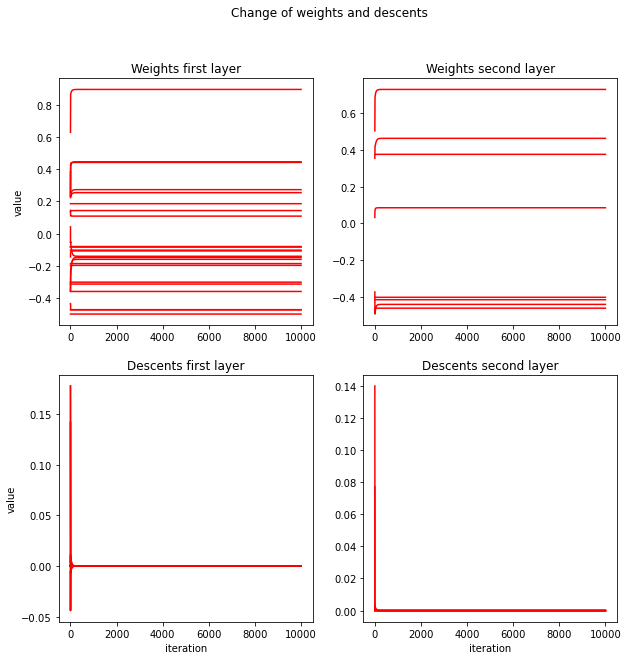 Change of weights and descents
Weights first layer
Weights second layer
value
0.8
0.6
0.4
0.2
0.0
−0.2
−0.4
0 2000 4000 6000 8000 10000
0.6
0.4
0.2
0.0
−0.2
−0.4
0 2000 4000 6000 8000 10000
Descents first layer
Descents second layer
value
0.15
0.10
0.05
0.00
−0.05
0 2000 4000 6000 8000 10000
iteration
0.14
0.12
0.10
0.08
0.06
0.04
0.02
0.00
0 2000 4000 6000 8000 10000
iteration